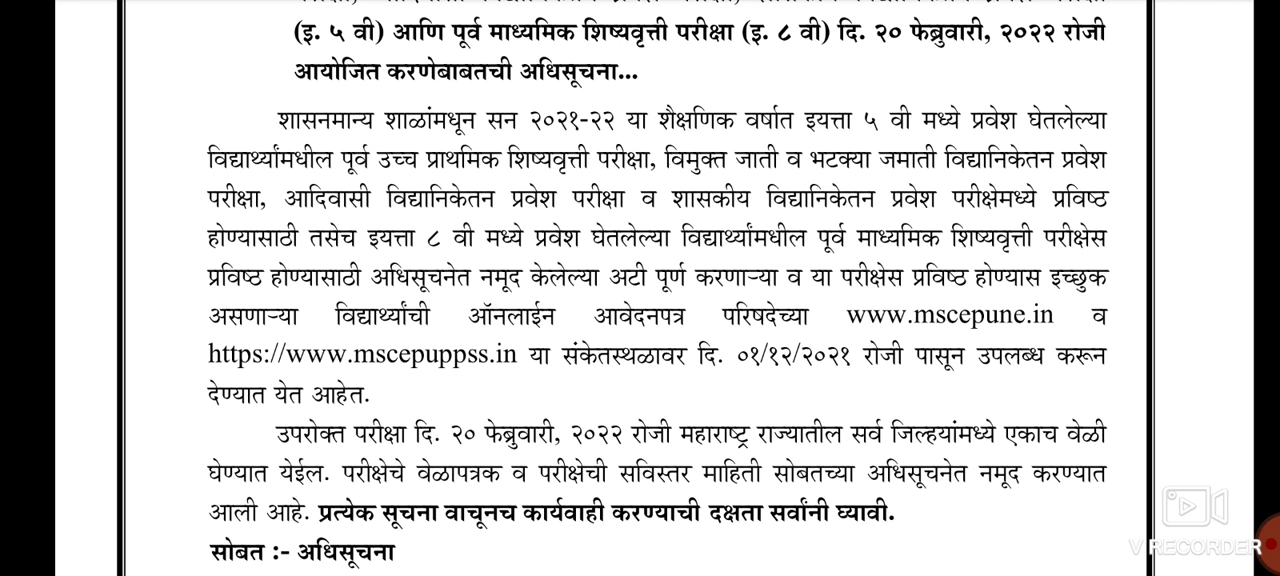 (इ. ५ वी) आणि पूर्व माध्यमिक शिष्यवृत्ती परीक्षा (इ. ८ वी) दि. २० फेब्रुवारी, २०२२ रोजी
आयोजित करणेबाबतची अधिसूचना...
शासनमान्य शाळांमधून सन २०२१-२२ या शैक्षणिक वर्षात इयत्ता ५ वी मध्ये प्रवेश घेतलेल्या
विद्यार्थ्यांमधील पूर्व उच्च प्राथमिक शिष्यवृत्ती परीक्षा, विमुक्त जाती व भटक्या जमाती विद्यानिकेतन प्रवेश
परीक्षा, आदिवासी विद्यानिकेतन प्रवेश परीक्षा व शासकीय विद्यानिकेतन प्रवेश परीक्षेमध्ये प्रविष्ठ
होण्यासाठी तसेच इयत्ता ८ वी मध्ये प्रवेश घेतलेल्या विद्यार्थ्यांमधील पूर्व माध्यमिक शिष्यवृत्ती परीक्षेस
प्रविष्ठ होण्यासाठी अधिसूचनेत नमूद केलेल्या अटी पूर्ण करणाऱ्या व या परीक्षेस प्रविष्ठ होण्यास इच्छुक
असणाऱ्या विद्यार्थ्यांची ऑनलाईन आवेदनपत्र परिषदेच्या www.mscepune.in व
https://www.mscepuppss.in या संकेतस्थळावर दि. ०१/१२/२०२१ रोजी पासून उपलब्ध करून
देण्यात येत आहेत.
उपरोक्त परीक्षा दि. २० फेब्रुवारी, २०२२ रोजी महाराष्ट्र राज्यातील सर्व जिल्हयांमध्ये एकाच वेळी
घेण्यात येईल. परीक्षेचे वेळापत्रक व परीक्षेची सविस्तर माहिती सोबतच्या अधिसूचनेत नमूद करण्यात
आली आहे. प्रत्येक सूचना वाचूनच कार्यवाही करण्याची दक्षता सर्वांनी घ्यावी.
सोबत :- अधिसूचना
V RECORDER